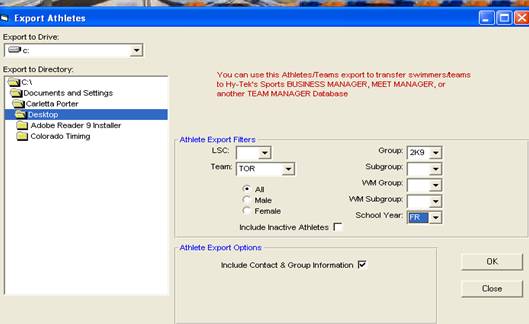 Export Athletes
Export to Drive:
c:
Export to Directory:
C:\
Documents and Settings
Carletta Porter
Desktop
Adobe Reader 9 Installer
Colorado Timing
You can use this Athletes/Teams export to transfer swimmers/teams
to Hy-Tek's Sports BUSINESS MANAGER, MEET MANAGER, or
another TEAM MANAGER Database
Athlete Export Filters
LSC:
Team: TOR
All
Male
Female
Include Inactive Athletes
Group: 2K9
Subgroup:
WM Group:
WM Subgroup:
School Year: FR
Athlete Export Options
Include Contact & Group Information
OK
Close